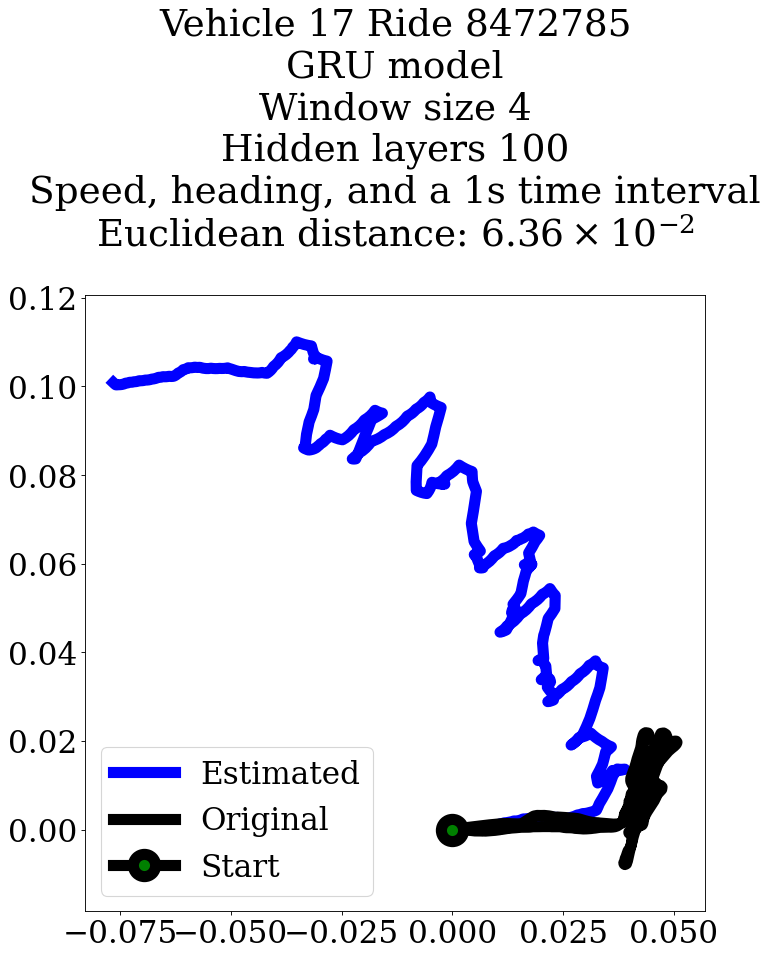 Vehicle 17 Ride 8472785
GRU model
Window size 4
Hidden layers 100
Speed, heading, and a 1s time interval
Euclidean distance: 6.36 × 10⁻²
0.12
0.10
0.08
0.06
0.04
0.02
0.00
Estimated
Original
Start
−0.075 −0.050 −0.025 0.000 0.025 0.050